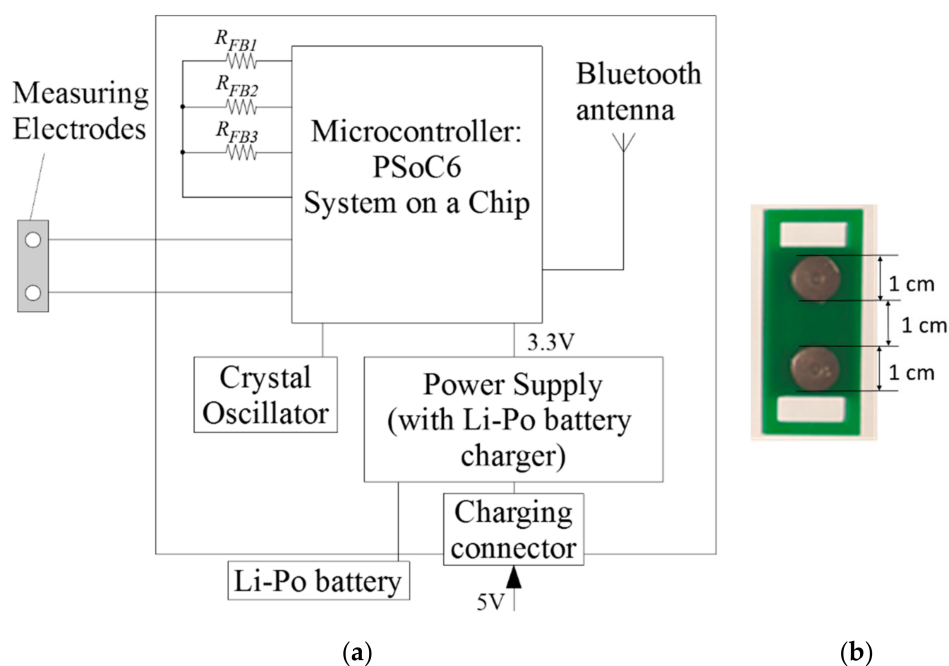 R_FB1
R_FB2
R_FB3
Measuring
Electrodes
Microcontroller:
PSoC6
System on a Chip
Bluetooth
antenna
3.3V
Crystal
Oscillator
Power Supply
(with Li-Po battery
charger)
Charging
connector
Li-Po battery
5V
1 cm
1 cm
1 cm
(a)
(b)